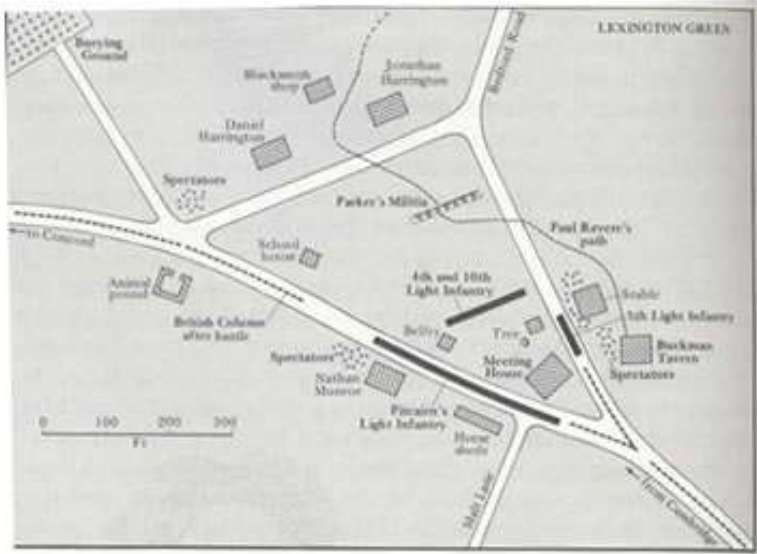 LEXINGTON GREEN
Burying
Ground
Blacksmith
shop
Jonathan
Harrington
Bedford Road
Daniel
Harrington
Spectators
Parker's Militia
Paul Revere's
path
to Concord
School
house
Animal
pound
4th and 10th
Light Infantry
Stable
5th Light Infantry
British Column
after battle
Belfry
Tree
Buckman
Tavern
Spectators
Meeting
House
Spectators
Nathan
Munroe
Pitcairn's
Light Infantry
Horse
sheds
0 100 200 300
Ft
Malt Lane
from Cambridge